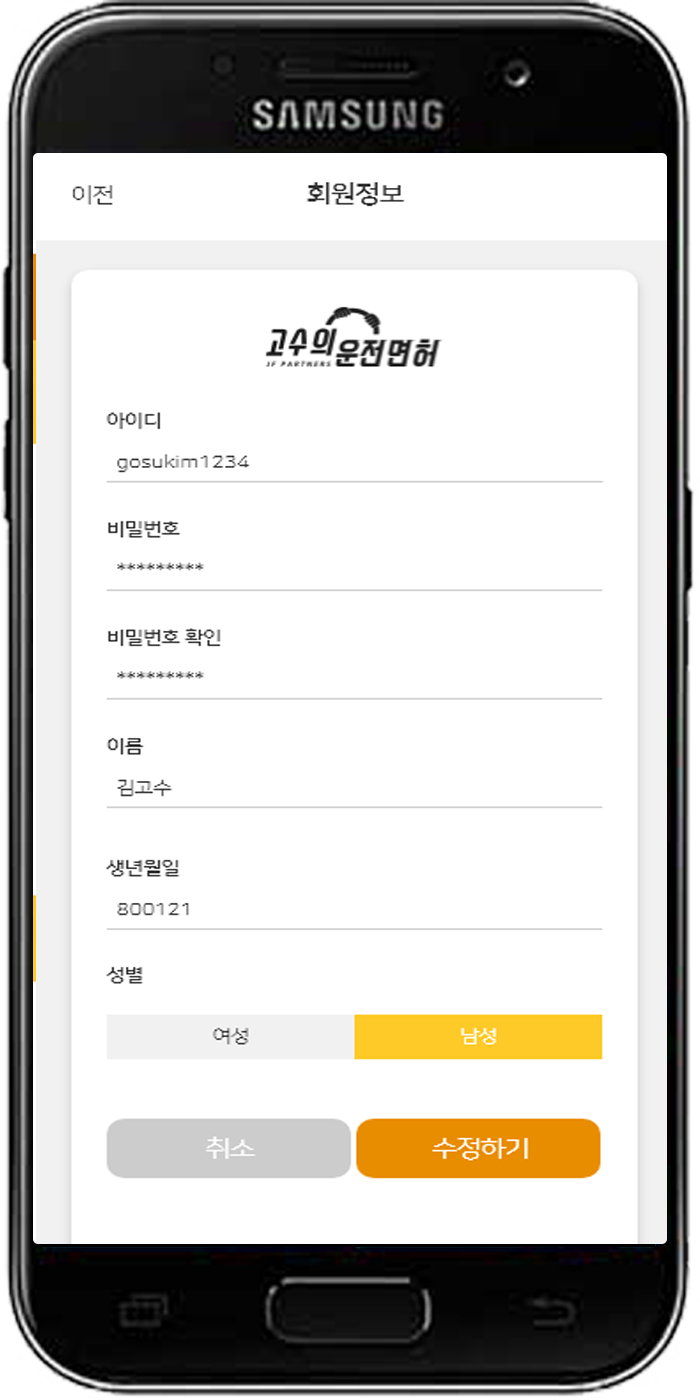 SAMSUNG
이전
회원정보
고수의 운전면허
JF PARTNERS
아이디
gosukim1234
비밀번호
*********
비밀번호 확인
*********
이름
김고수
생년월일
800121
성별
여성 남성
취소 수정하기